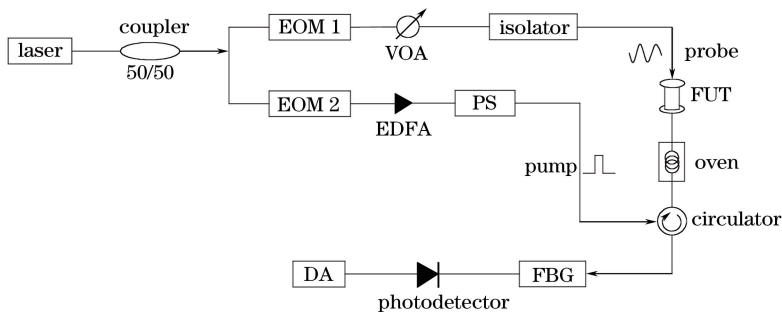 coupler
laser
50/50
EOM 1
VOA
isolator
probe
FUT
EOM 2
EDFA
PS
pump
oven
circulator
DA
photodetector
FBG